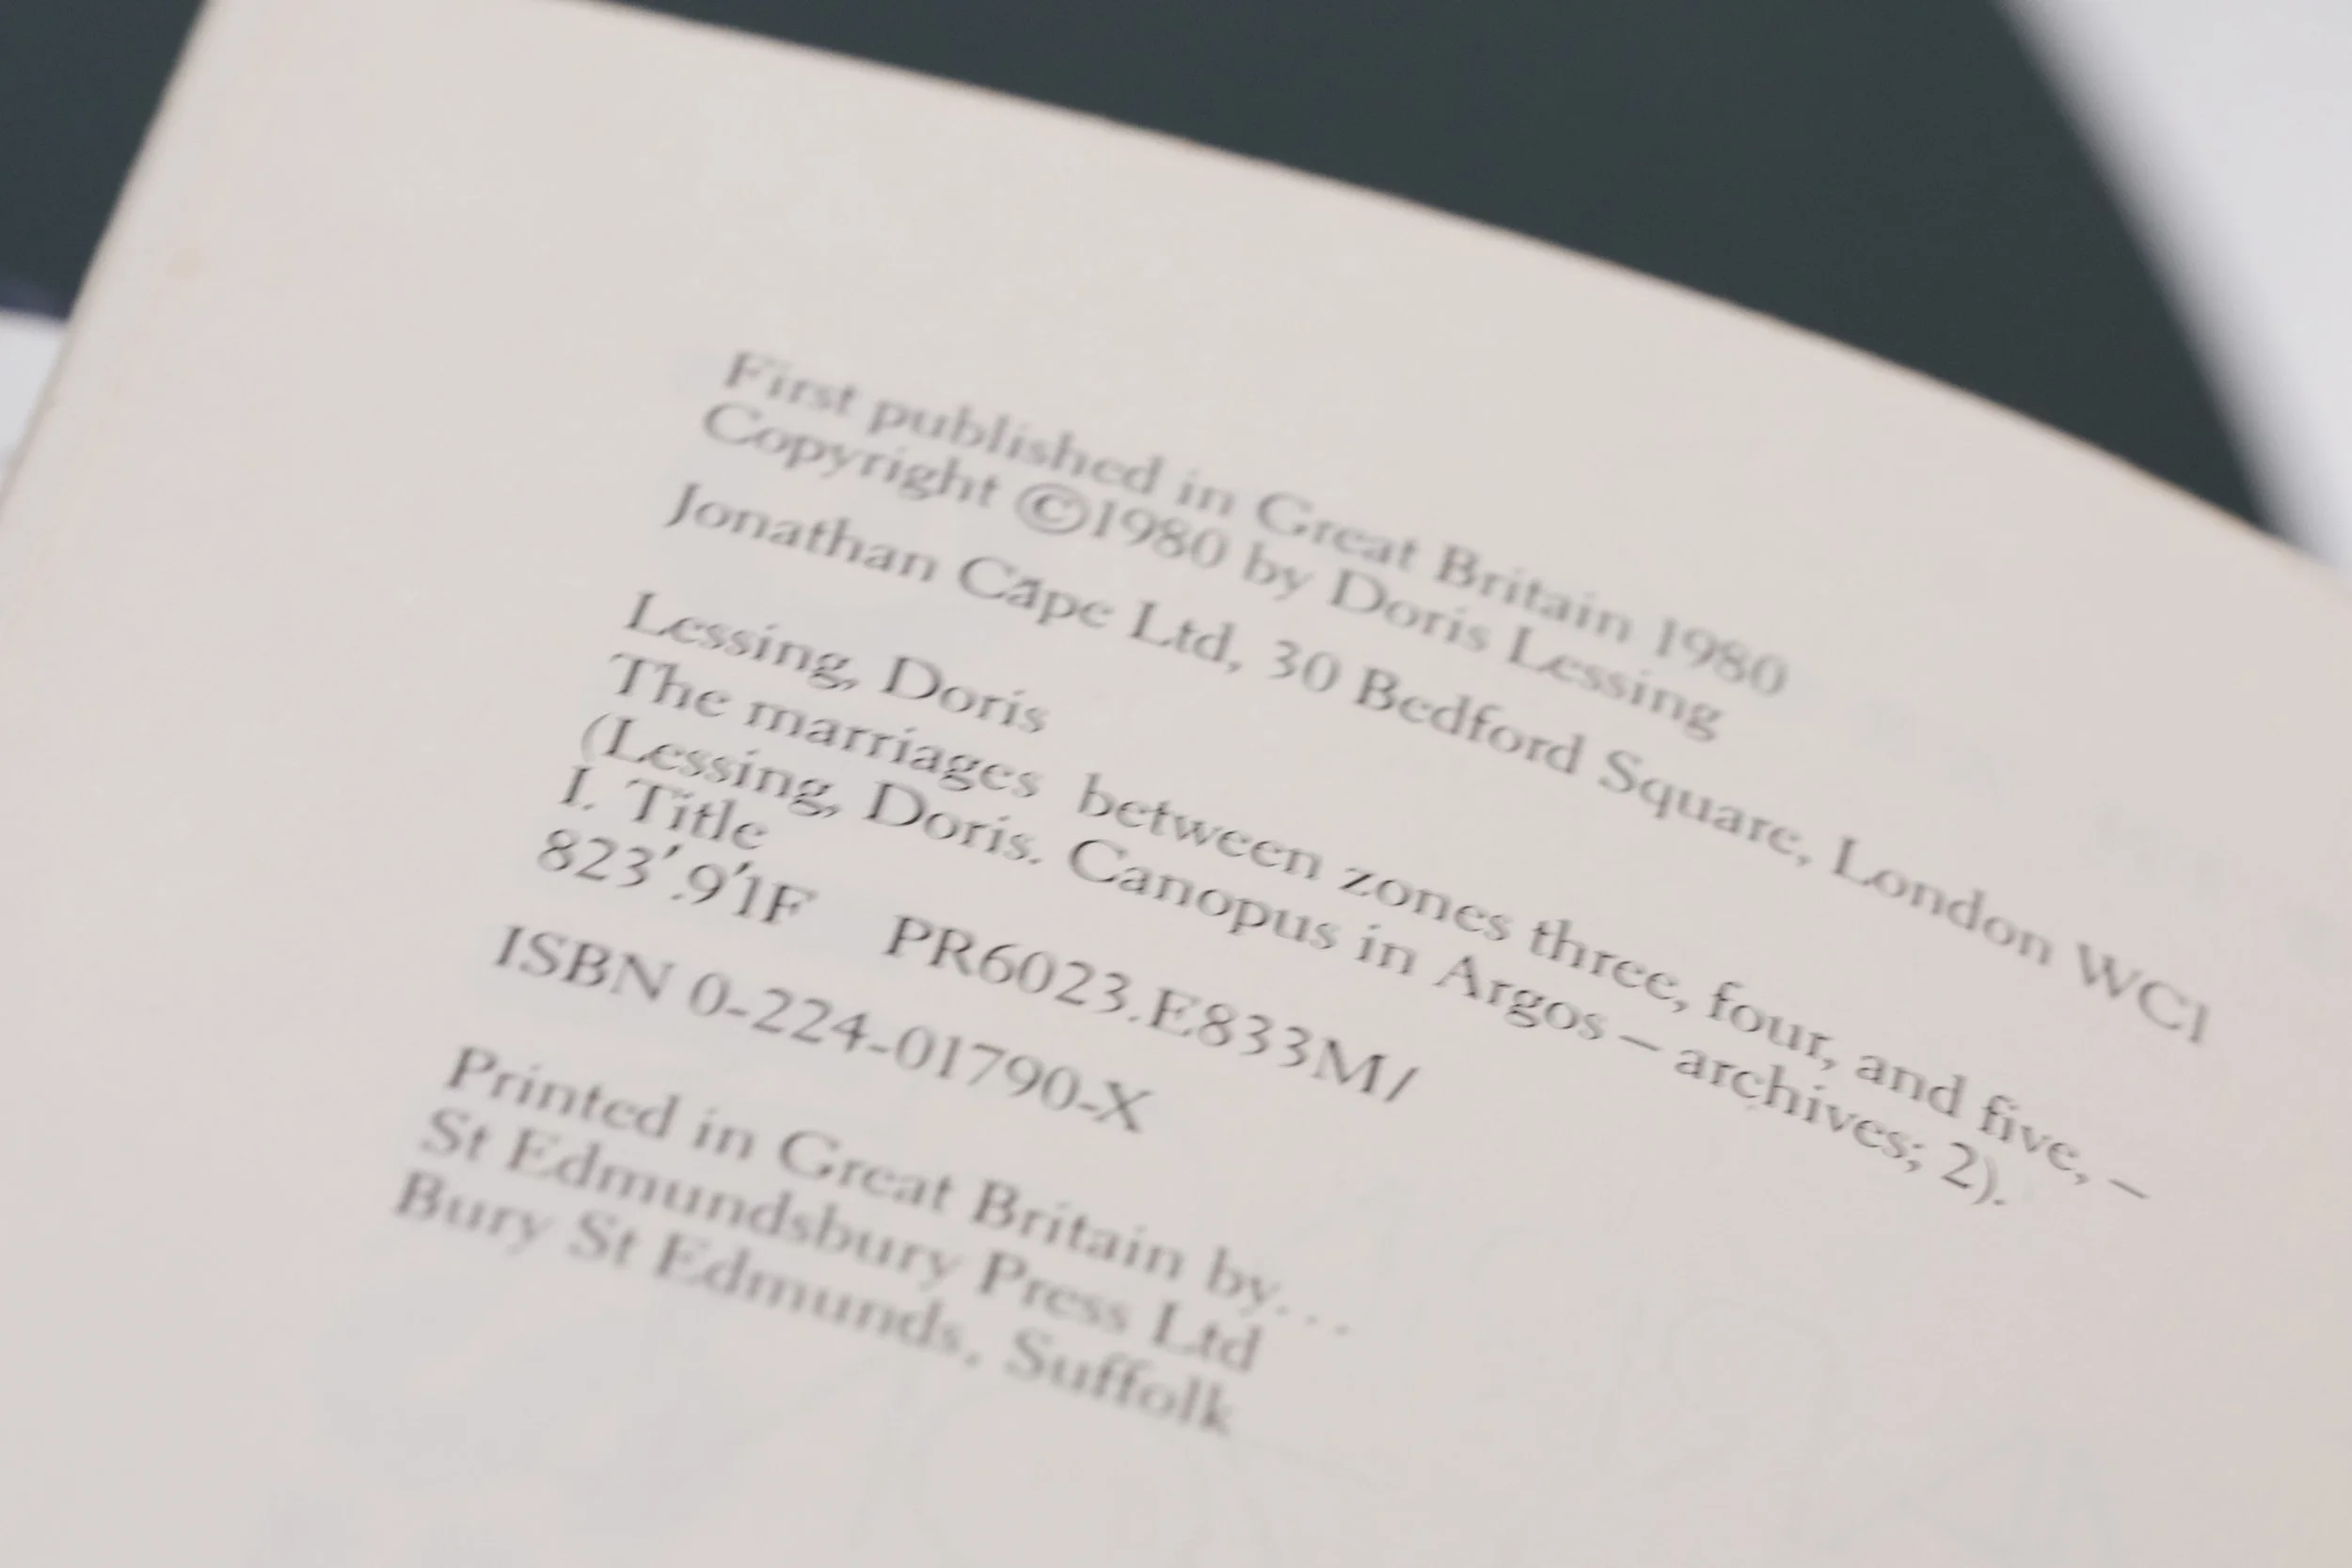 First published in Great Britain 1980
Copyright ©1980 by Doris Lessing
Jonathan Cape Ltd, 30 Bedford Square, London WC1
Lessing, Doris
The marriages between zones three, four, and five, –
(Lessing, Doris. Canopus in Argos – archives; 2).
I. Title
823′.9′1F PR6023.E833M/
ISBN 0-224-01790-X
Printed in Great Britain by...
St Edmundsbury Press Ltd
Bury St Edmunds, Suffolk